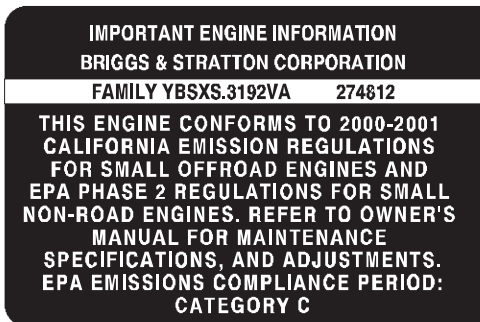 IMPORTANT ENGINE INFORMATION
BRIGGS & STRATTON CORPORATION
FAMILY YBSXS.3192VA 274812
THIS ENGINE CONFORMS TO 2000-2001
CALIFORNIA EMISSION REGULATIONS
FOR SMALL OFFROAD ENGINES AND
EPA PHASE 2 REGULATIONS FOR SMALL
NON-ROAD ENGINES. REFER TO OWNER'S
MANUAL FOR MAINTENANCE
SPECIFICATIONS, AND ADJUSTMENTS.
EPA EMISSIONS COMPLIANCE PERIOD:
CATEGORY C